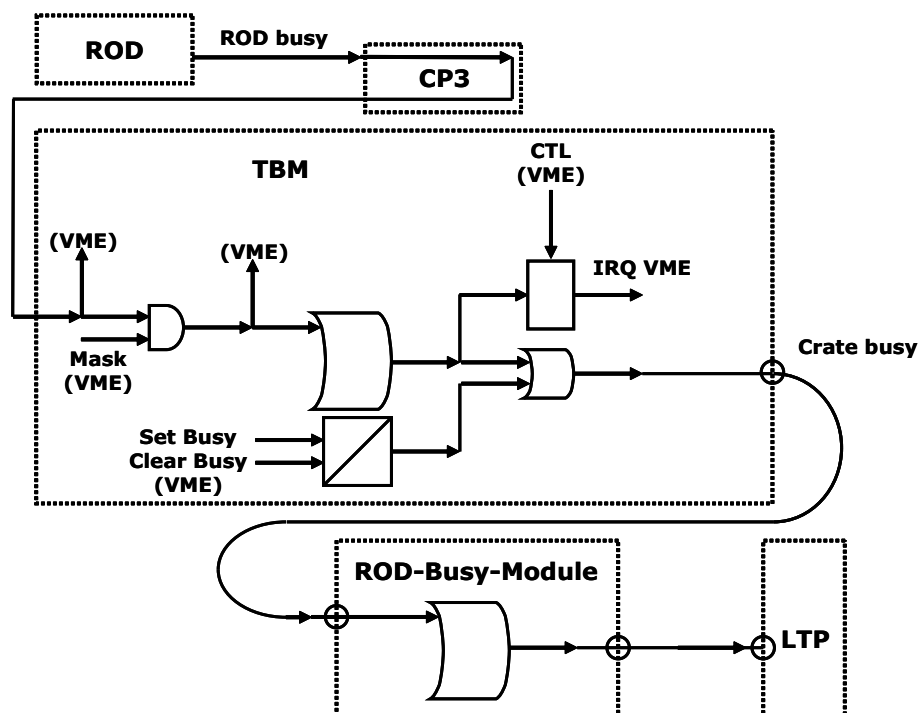 ROD
ROD busy
CP3
TBM
CTL
(VME)
(VME)
(VME)
IRQ VME
Mask
(VME)
Crate busy
Set Busy
Clear Busy
(VME)
ROD-Busy-Module
LTP